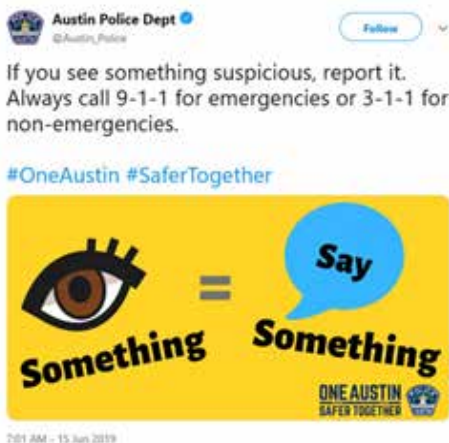 Austin Police Dept
@Austin_Police
Follow
If you see something suspicious, report it.
Always call 9-1-1 for emergencies or 3-1-1 for
non-emergencies.
#OneAustin #SaferTogether
Something
=
Say
Something
ONE AUSTIN
SAFER TOGETHER
7:01 AM - 15 Jun 2019